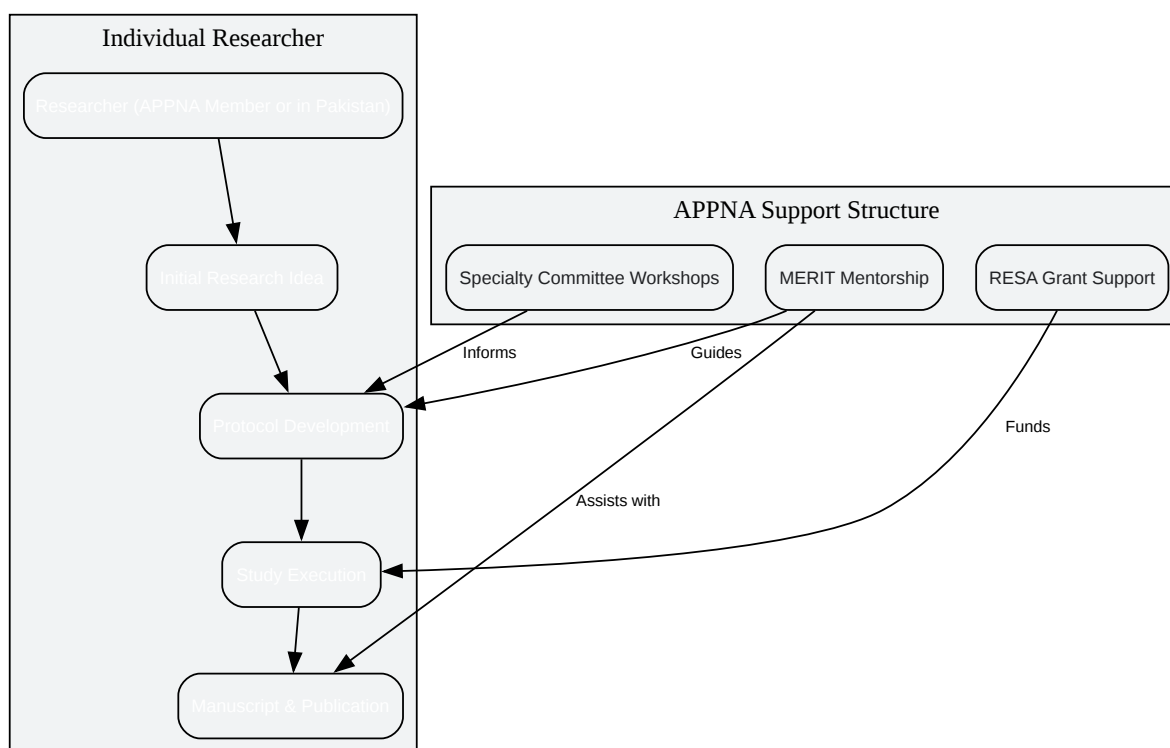 Individual Researcher
Researcher (APPNA Member or in Pakistan)
APPNA Support Structure
Initial Research Idea
Specialty Committee Workshops
MERIT Mentorship
RESA Grant Support
Informs
Guides
Protocol Development
Funds
Assists with
Study Execution
Manuscript & Publication